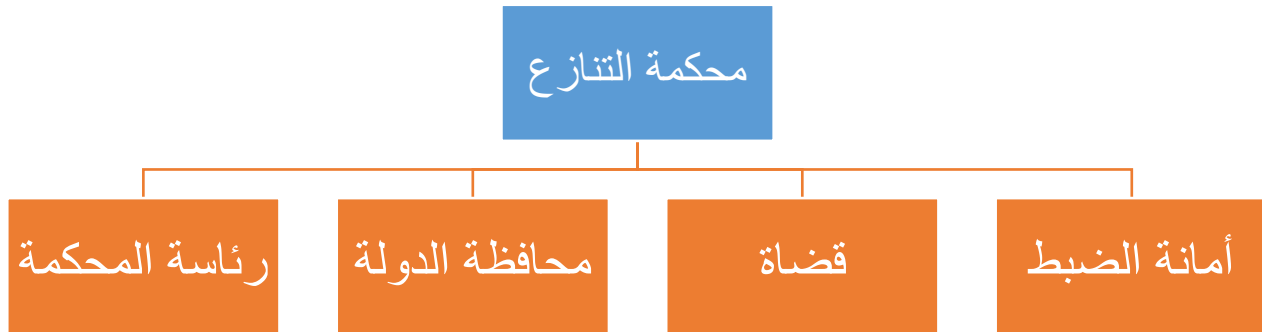 محكمة التنازع
أمانة الضبط
قضاة
محافظة الدولة
رئاسة المحكمة